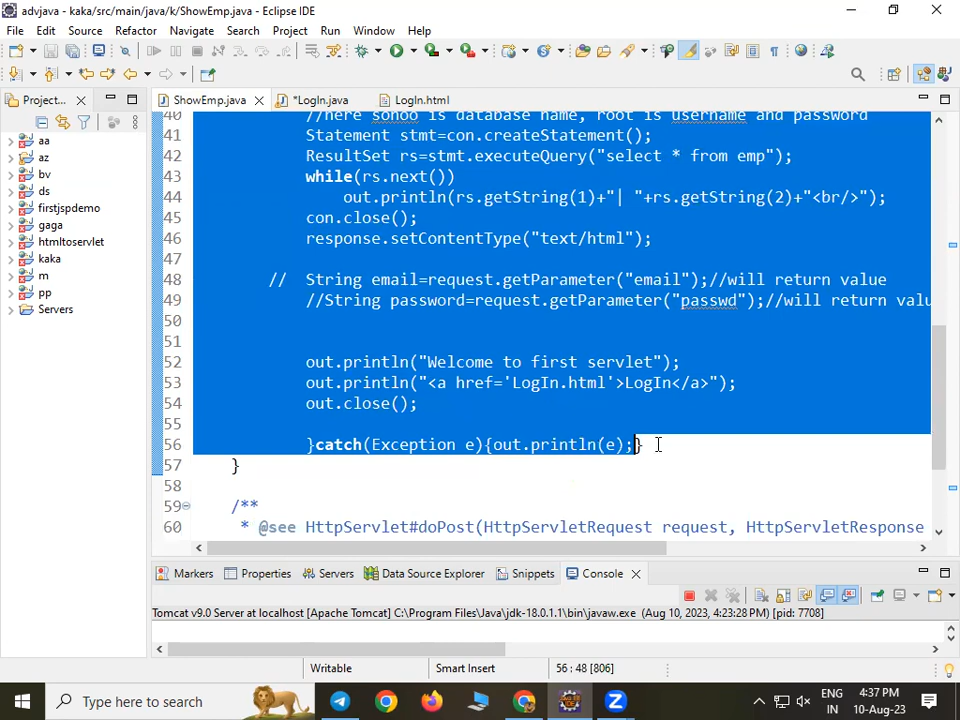 advjava - kaka/src/main/java/k/ShowEmp.java - Eclipse IDE
File Edit Source Refactor Navigate Search Project Run Window Help
Project...
ShowEmp.java *LogIn.java LogIn.html
aa
az
bv
ds
firstjspdemo
gaga
htmltoservlet
kaka
m
pp
Servers
40 //here sonoo is database name, root is username and password
41 Statement stmt=con.createStatement();
42 ResultSet rs=stmt.executeQuery("select * from emp");
43 while(rs.next())
44 out.println(rs.getString(1)+"| "+rs.getString(2)+"<br/>");
45 con.close();
46 response.setContentType("text/html");
47
48 // String email=request.getParameter("email");//will return value
49 //String password=request.getParameter("passwd");//will return valu
50
51
52 out.println("Welcome to first servlet");
53 out.println("<a href='LogIn.html'>LogIn</a>");
54 out.close();
55
56 }catch(Exception e){out.println(e);}
57 }
58
59 /**
60 * @see HttpServlet#doPost(HttpServletRequest request, HttpServletResponse
Markers Properties Servers Data Source Explorer Snippets Console
Tomcat v9.0 Server at localhost [Apache Tomcat] C:\Program Files\Java\jdk-18.0.1.1\bin\javaw.exe (Aug 10, 2023, 4:23:28 PM) [pid: 7708]
Writable Smart Insert 56 : 48 [806]
Type here to search
ENG
IN
4:37 PM
10-Aug-23